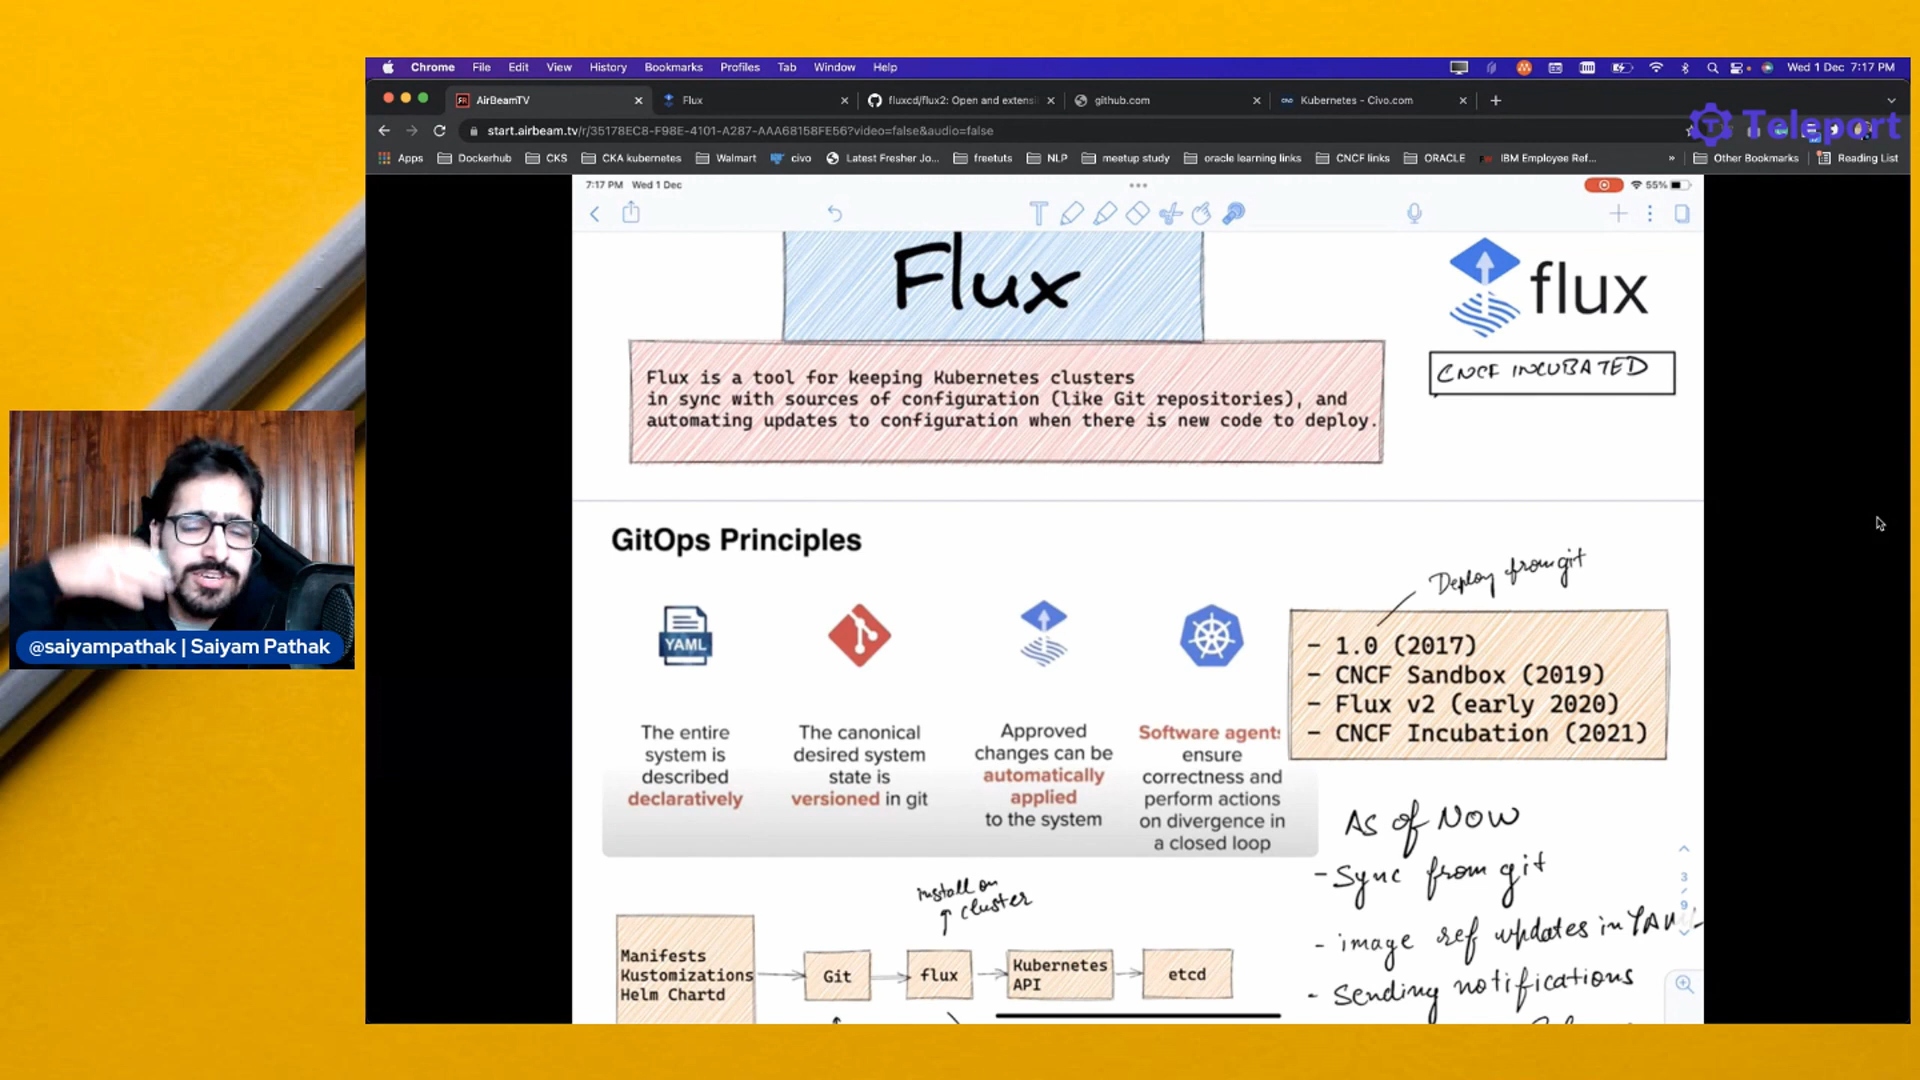 Chrome File Edit View History Bookmarks Profiles Tab Window Help
Wed 1 Dec 7:17 PM
AirBeamTV
Flux
fluxcd/flux2: Open and extensi
github.com
Kubernetes - Civo.com
start.airbeam.tv/r/35178EC8-F98E-4101-A287-AAA68158FE56?video=false&audio=false
Teleport
Apps Dockerhub CKS CKA kubernetes Walmart civo Latest Fresher Jo... freetuts NLP meetup study oracle learning links CNCF links ORACLE IBM Employee Ref... » Other Bookmarks Reading List
7:17 PM Wed 1 Dec
55%
Flux
flux
CNCF INCUBATED
Flux is a tool for keeping Kubernetes clusters
in sync with sources of configuration (like Git repositories), and
automating updates to configuration when there is new code to deploy.
GitOps Principles
Deploy from git
- 1.0 (2017)
- CNCF Sandbox (2019)
- Flux v2 (early 2020)
- CNCF Incubation (2021)
YAML
The entire
system is
described
declaratively
The canonical
desired system
state is
versioned in git
Approved
changes can be
automatically
applied
to the system
Software agents
ensure
correctness and
perform actions
on divergence in
a closed loop
As of Now
- Sync from git
- image ref updates in YAML
- Sending notifications
3
/
9
install on
cluster
Manifests
Kustomizations
Helm Chartd
Git
flux
Kubernetes
API
etcd
@saiyampathak | Saiyam Pathak